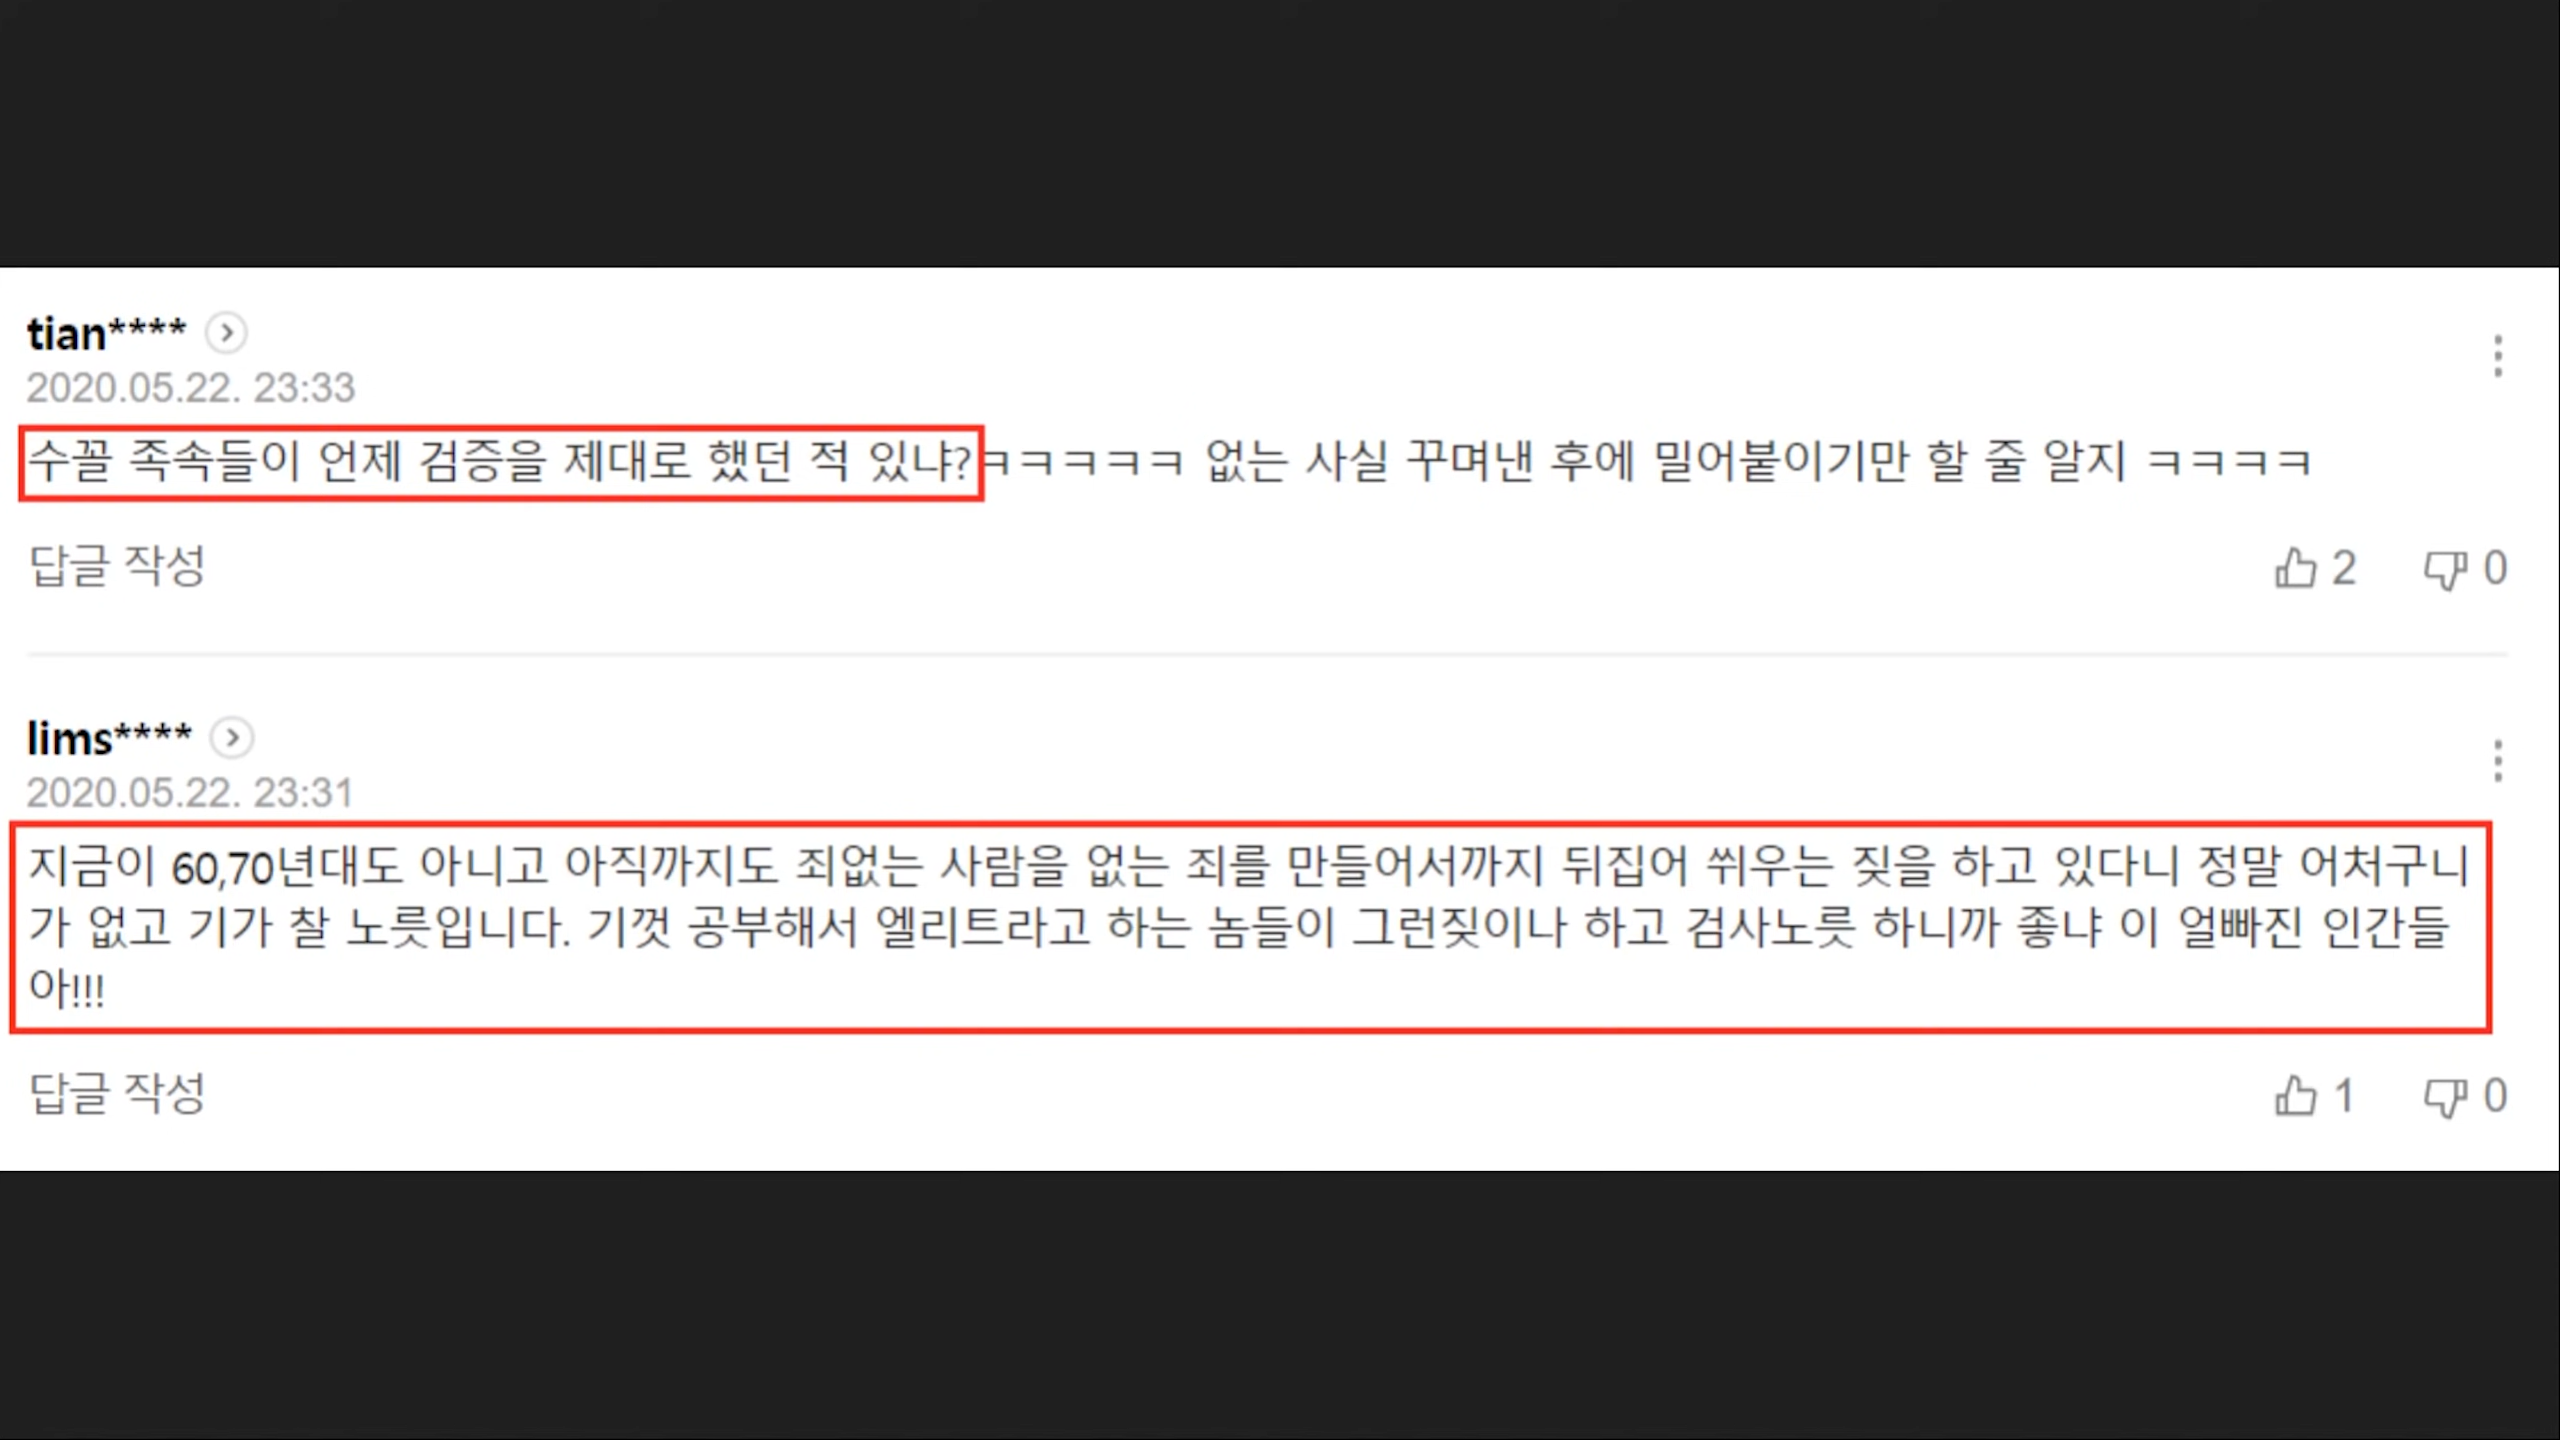 tian****
2020.05.22. 23:33
수꼴 족속들이 언제 검증을 제대로 했던 적 있냐?ㅋㅋㅋㅋㅋ 없는 사실 꾸며낸 후에 밀어붙이기만 할 줄 알지 ㅋㅋㅋㅋ
답글 작성
2 0
lims****
2020.05.22. 23:31
지금이 60,70년대도 아니고 아직까지도 죄없는 사람을 없는 죄를 만들어서까지 뒤집어 쒸우는 짖을 하고 있다니 정말 어처구니
가 없고 기가 찰 노릇입니다. 기껏 공부해서 엘리트라고 하는 놈들이 그런짖이나 하고 검사노릇 하니까 좋냐 이 얼빠진 인간들
아!!!
답글 작성
1 0